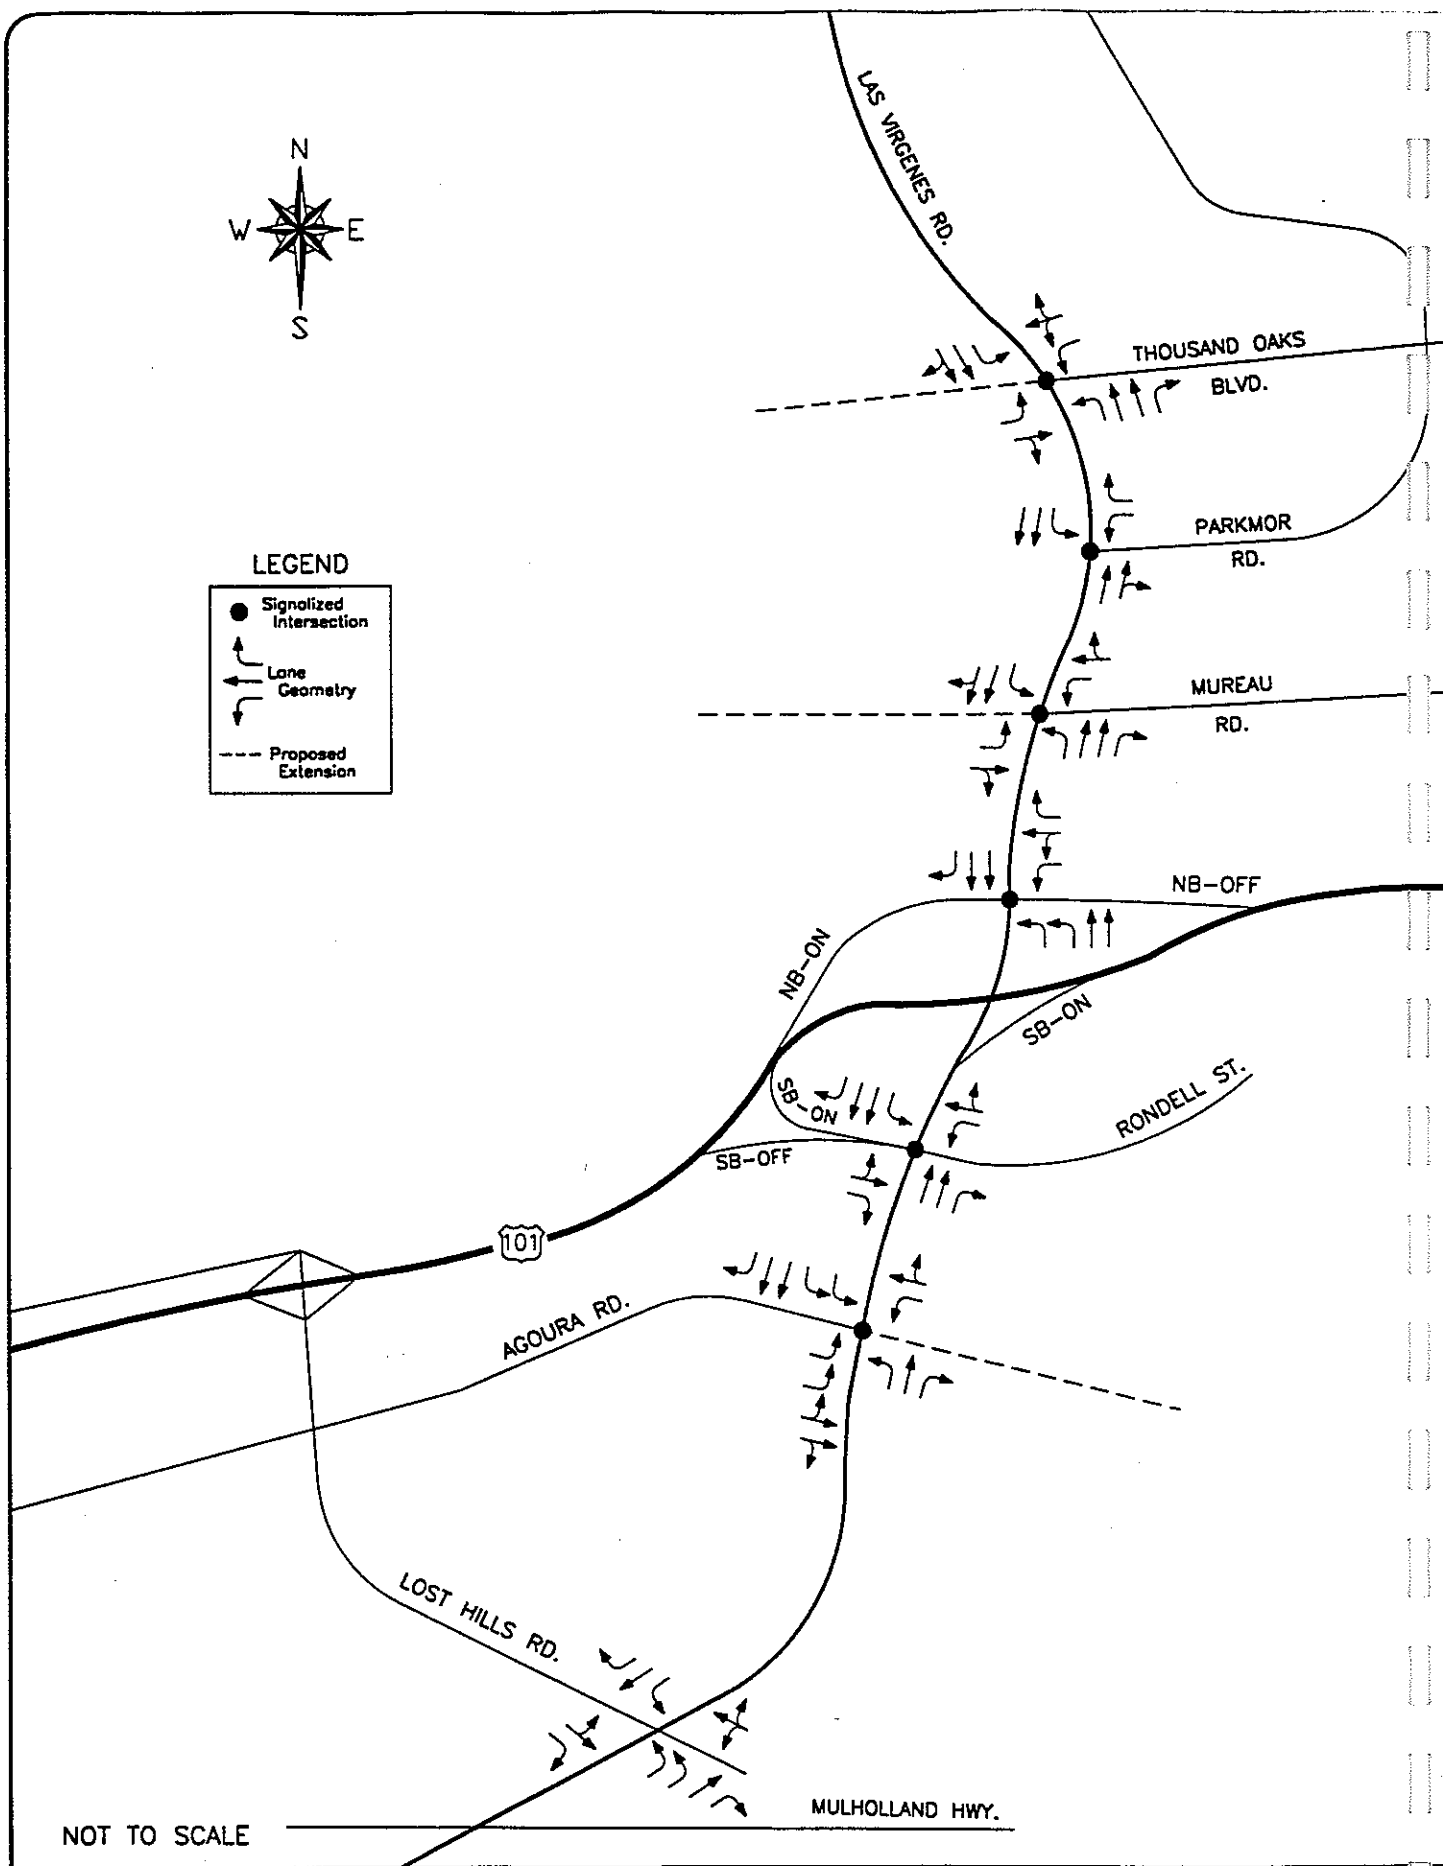 LAS VIRGENES RD.
N
W E
S
THOUSAND OAKS
BLVD.
PARKMOR
RD.
LEGEND
Signalized
Intersection
Lane
Geometry
Proposed
Extension
MUREAU
RD.
NB-OFF
NB-ON
SB-ON
SB-ON
RONDELL ST.
SB-OFF
101
AGOURA RD.
LOST HILLS RD.
MULHOLLAND HWY.
NOT TO SCALE